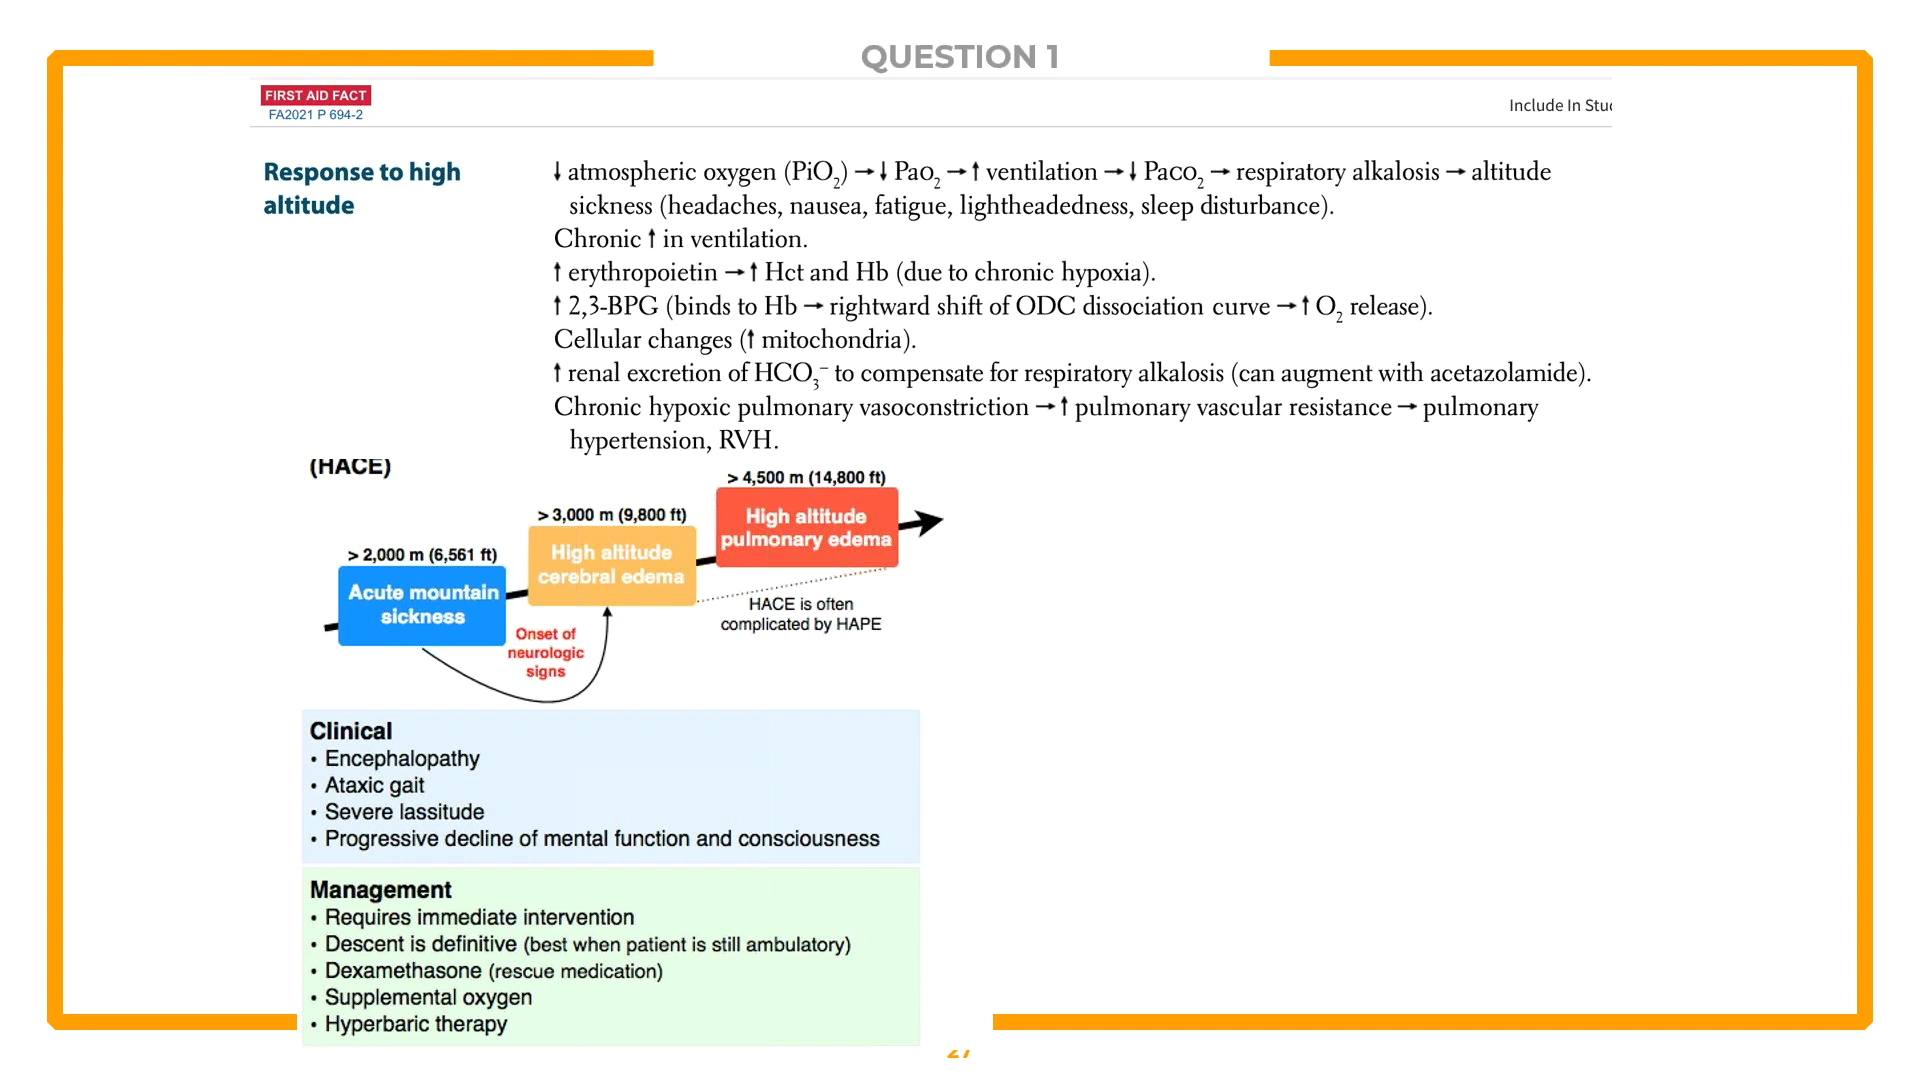 QUESTION 1
FIRST AID FACT
FA2021 P 694-2
Include In Stu
Response to high
altitude
↓ atmospheric oxygen (PiO₂) → ↓ PaO₂ → ↑ ventilation → ↓ PaCO₂ → respiratory alkalosis → altitude
sickness (headaches, nausea, fatigue, lightheadedness, sleep disturbance).
Chronic ↑ in ventilation.
↑ erythropoietin → ↑ Hct and Hb (due to chronic hypoxia).
↑ 2,3-BPG (binds to Hb → rightward shift of ODC dissociation curve → ↑ O₂ release).
Cellular changes (↑ mitochondria).
↑ renal excretion of HCO₃⁻ to compensate for respiratory alkalosis (can augment with acetazolamide).
Chronic hypoxic pulmonary vasoconstriction → ↑ pulmonary vascular resistance → pulmonary
hypertension, RVH.
(HACE)
> 4,500 m (14,800 ft)
High altitude
pulmonary edema
> 3,000 m (9,800 ft)
High altitude
cerebral edema
> 2,000 m (6,561 ft)
Acute mountain
sickness
HACE is often
complicated by HAPE
Onset of
neurologic
signs
Clinical
• Encephalopathy
• Ataxic gait
• Severe lassitude
• Progressive decline of mental function and consciousness
Management
• Requires immediate intervention
• Descent is definitive (best when patient is still ambulatory)
• Dexamethasone (rescue medication)
• Supplemental oxygen
• Hyperbaric therapy
27